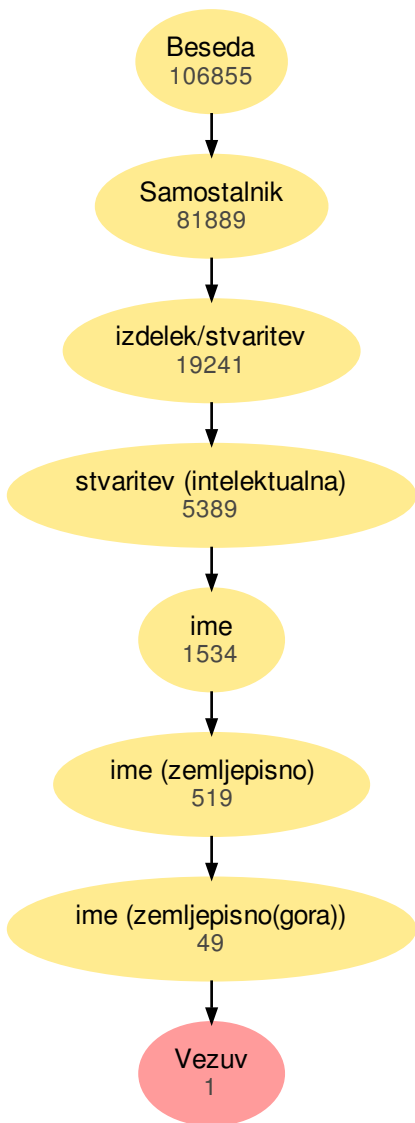 Beseda
106855
Samostalnik
81889
izdelek/stvaritev
19241
stvaritev (intelektualna)
5389
ime
1534
ime (zemljepisno)
519
ime (zemljepisno(gora))
49
Vezuv
1